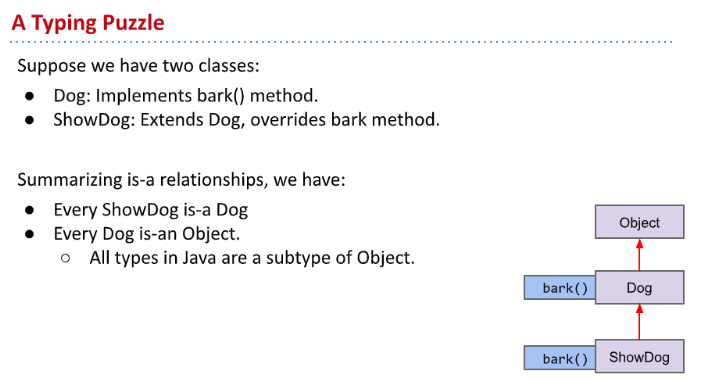 A Typing Puzzle
Suppose we have two classes:
● Dog: Implements bark() method.
● ShowDog: Extends Dog, overrides bark method.
Summarizing is-a relationships, we have:
● Every ShowDog is-a Dog
● Every Dog is-an Object.
○ All types in Java are a subtype of Object.
Object
bark() Dog
bark() ShowDog